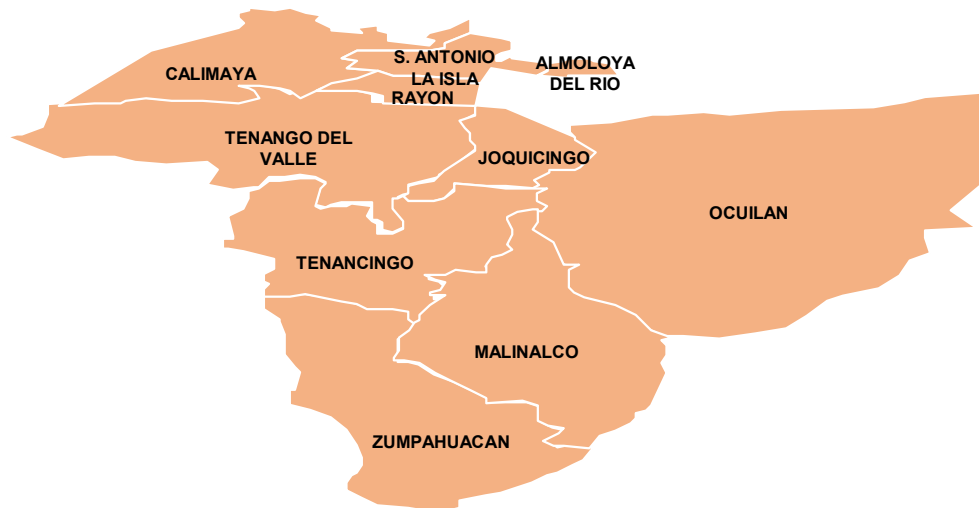 S. ANTONIO
LA ISLA
ALMOLOYA
DEL RIO
CALIMAYA
RAYON
TENANGO DEL
VALLE
JOQUICINGO
OCUILAN
TENANCINGO
MALINALCO
ZUMPAHUACAN